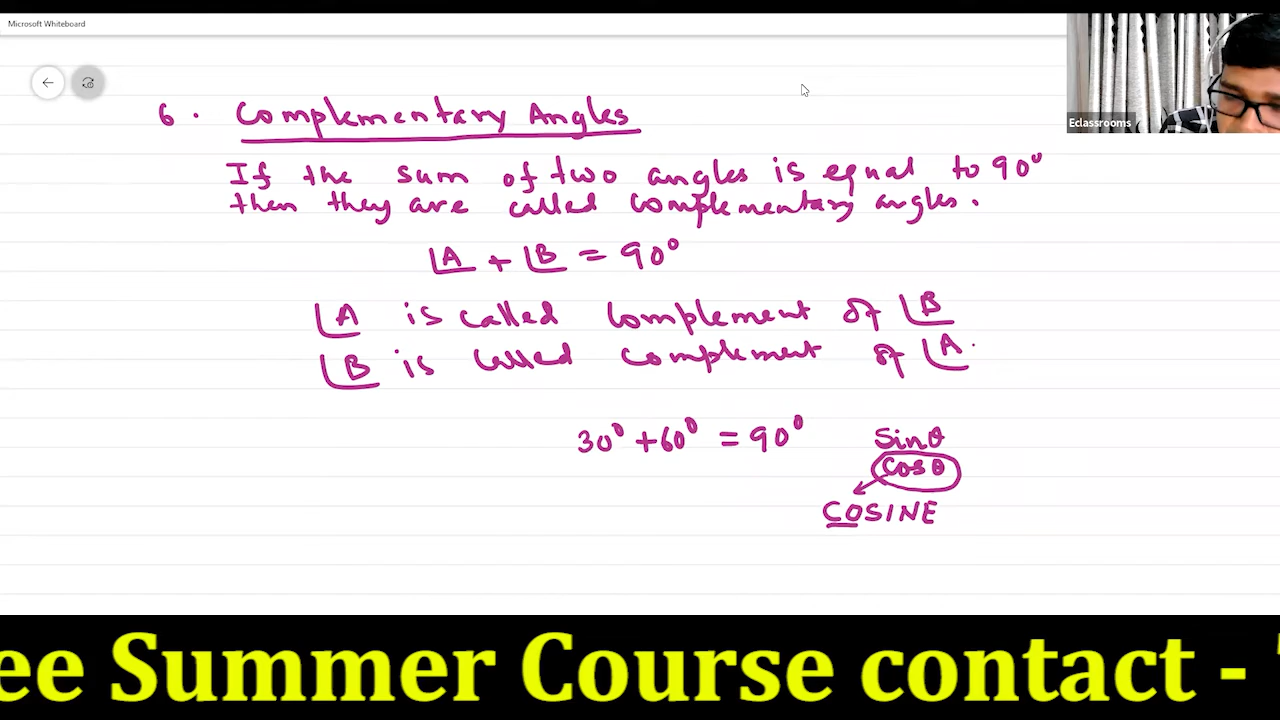 Microsoft Whiteboard
Eclassrooms
6. Complementary Angles
If the sum of two angles is equal to 90°
then they are called complementary angles.
∠A + ∠B = 90°
∠A is called complement of ∠B
∠B is called complement of ∠A.
30° + 60° = 90°
sinθ
cosθ
COSINE
ee Summer Course contact -